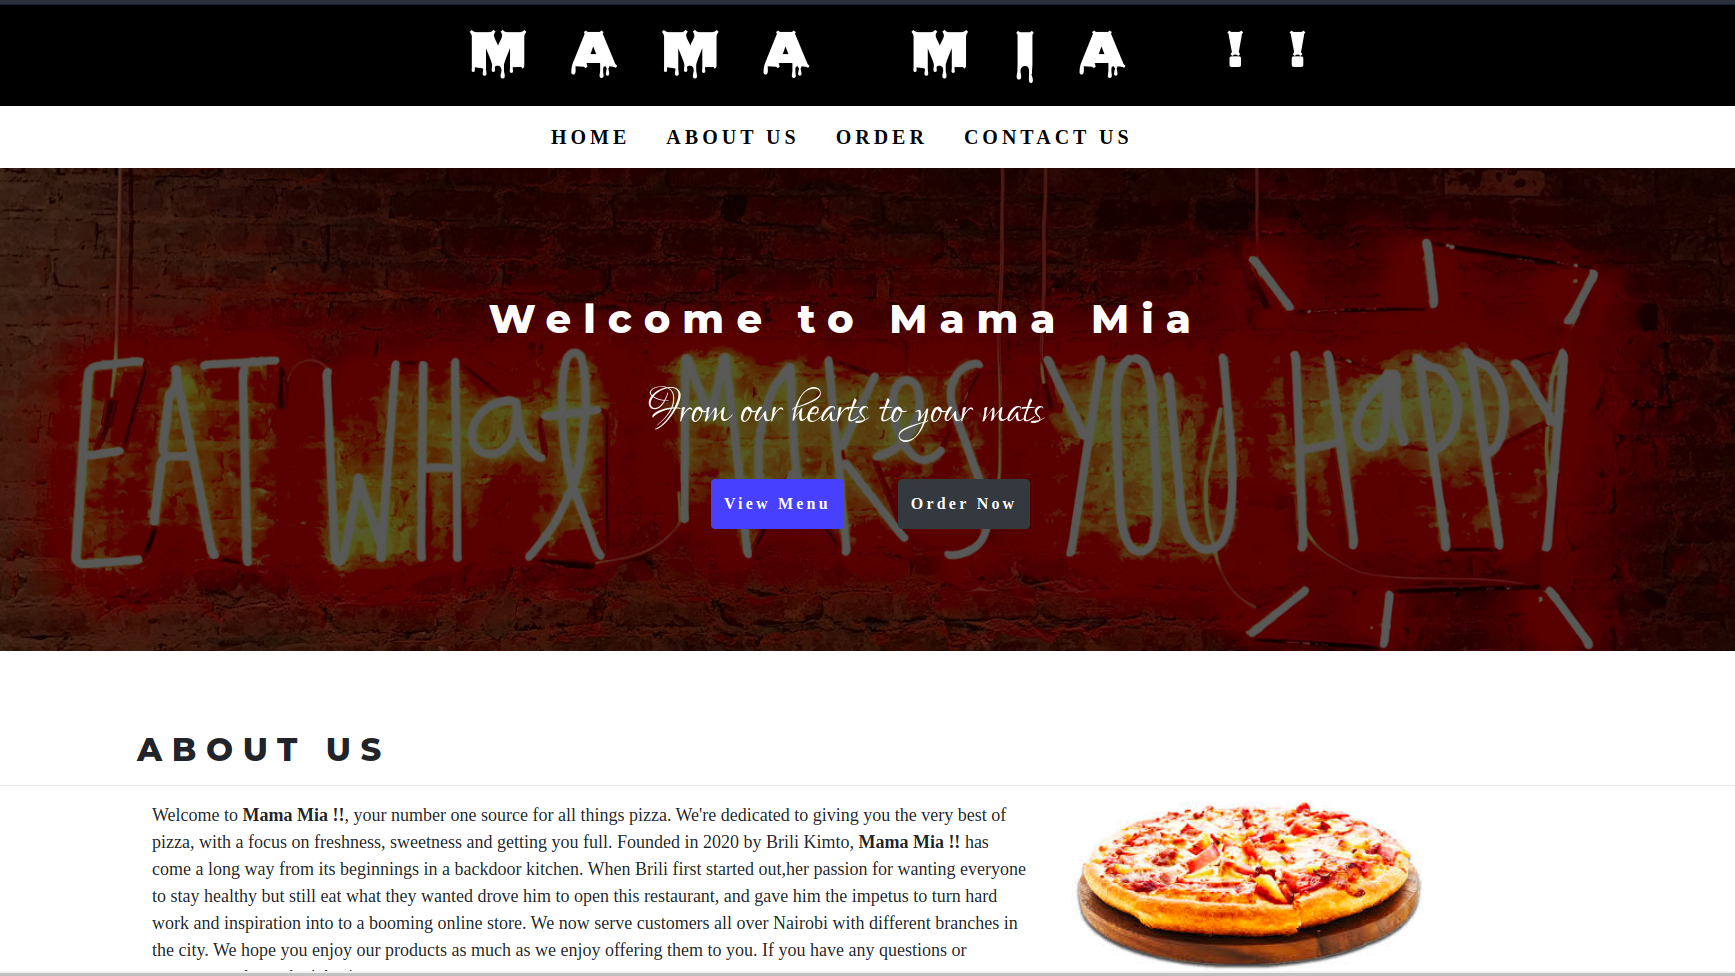 MAMA MIA !!
HOME ABOUT US ORDER CONTACT US
Welcome to Mama Mia
EAT WHat MaKes YOU HaPPY
From our hearts to your mats
View Menu Order Now
ABOUT US
Welcome to Mama Mia !!, your number one source for all things pizza. We're dedicated to giving you the very best of
pizza, with a focus on freshness, sweetness and getting you full. Founded in 2020 by Brili Kimto, Mama Mia !! has
come a long way from its beginnings in a backdoor kitchen. When Brili first started out,her passion for wanting everyone
to stay healthy but still eat what they wanted drove him to open this restaurant, and gave him the impetus to turn hard
work and inspiration into to a booming online store. We now serve customers all over Nairobi with different branches in
the city. We hope you enjoy our products as much as we enjoy offering them to you. If you have any questions or